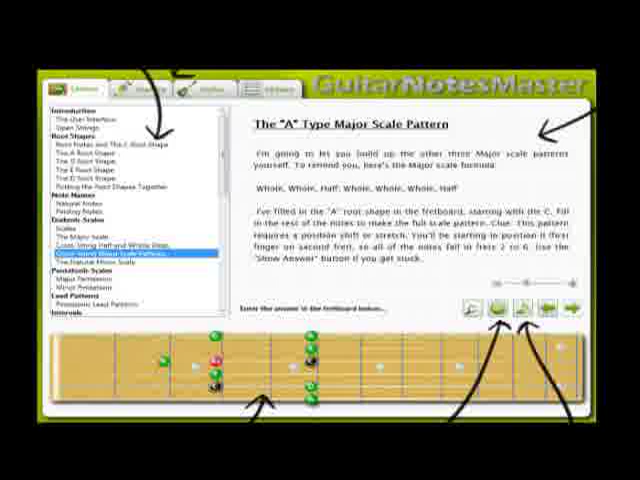 Lesson
GuitarNotesMaster
Introduction
The User Interface
Open Strings
Root Shapes
Root Notes and The C Root Shape
The A Root Shape
The G Root Shape
The E Root Shape
The D Root Shape
Putting the Root Shapes Together
Note Names
Natural Notes
Finding Notes
Diatonic Scales
Scales
The Major Scale
Cross String Half and Whole Steps
Major Scale Patterns
The Natural Minor Scale
Pentatonic Scales
Major Pentatonic
Minor Pentatonic
Lead Patterns
Pentatonic Lead Patterns
Intervals
The "A" Type Major Scale Pattern
I'm going to let you build up the other three Major scale patterns
yourself. To remind you, here's the Major scale formula:
Whole, Whole, Half, Whole, Whole, Whole, Half
I've filled in the "A" root shape in the fretboard, starting with the C. Fill
in the rest of the notes to make the full scale pattern. Clue: This pattern
requires a position shift or stretch. You'll be starting in position II (first
finger on second fret), so all of the notes fall in frets 2 to 6. Use the
"Show Answer" button if you get stuck.
Enter the answer in the fretboard below...